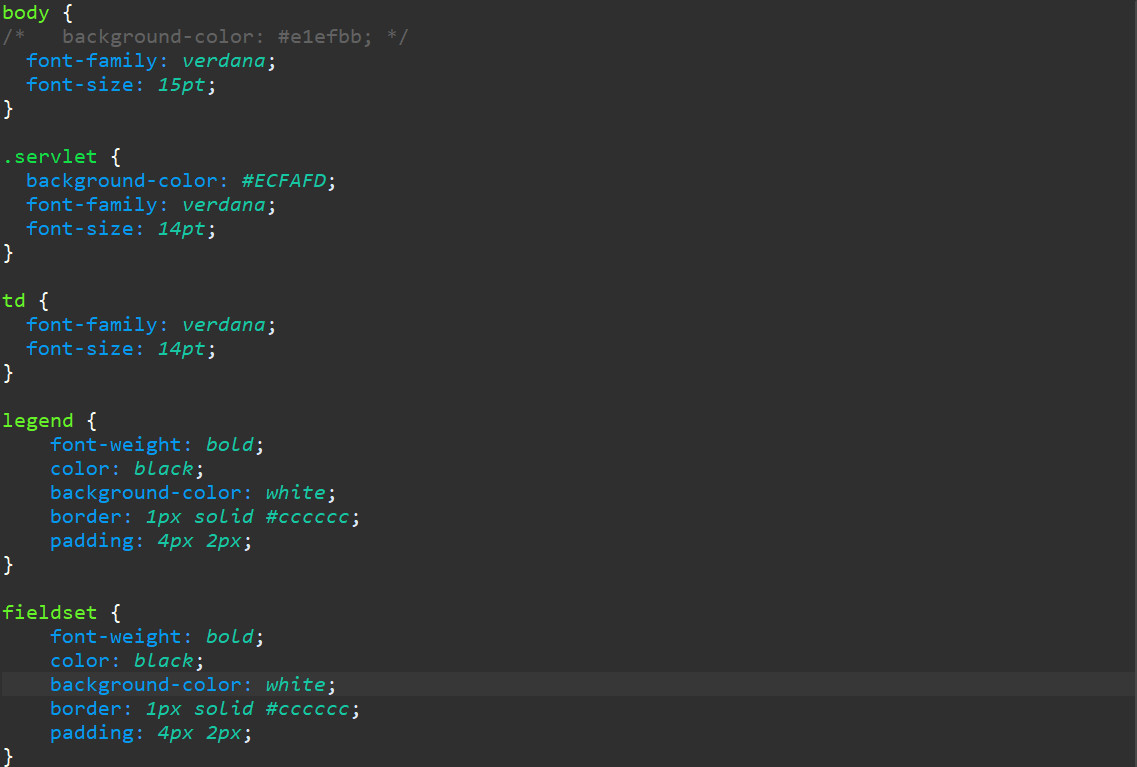 body {
/*   background-color: #e1efbb; */
  font-family: verdana;
  font-size: 15pt;
}

.servlet {
  background-color: #ECFAFD;
  font-family: verdana;
  font-size: 14pt;
}

td {
  font-family: verdana;
  font-size: 14pt;
}

legend {
    font-weight: bold;
    color: black;
    background-color: white;
    border: 1px solid #cccccc;
    padding: 4px 2px;
}

fieldset {
    font-weight: bold;
    color: black;
    background-color: white;
    border: 1px solid #cccccc;
    padding: 4px 2px;
}